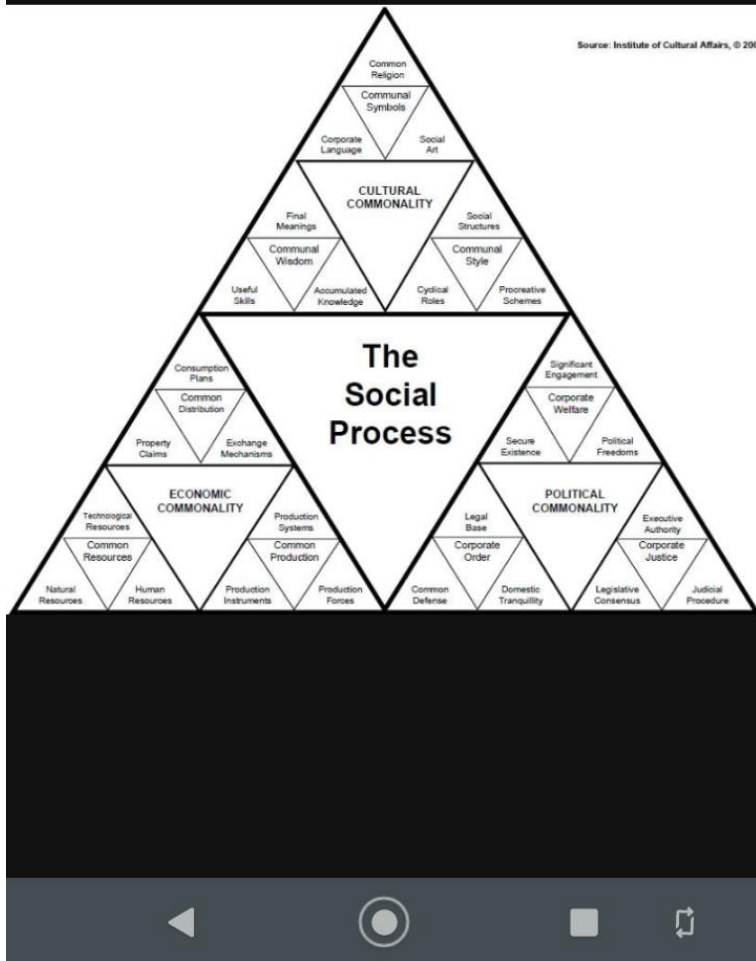 Source: Institute of Cultural Affairs, © 200
Common
Religion
Communal
Symbols
Corporate
Language
Social
Art
CULTURAL
COMMONALITY
Final
Meanings
Social
Structures
Communal
Wisdom
Communal
Style
Useful
Skills
Accumulated
Knowledge
Cyclical
Roles
Procreative
Schemes
The
Social
Process
Consumption
Plans
Common
Distribution
Property
Claims
Exchange
Mechanisms
ECONOMIC
COMMONALITY
Technological
Resources
Production
Systems
Common
Resources
Common
Production
Natural
Resources
Human
Resources
Production
Instruments
Production
Forces
Significant
Engagement
Corporate
Welfare
Secure
Existence
Political
Freedoms
POLITICAL
COMMONALITY
Legal
Base
Executive
Authority
Corporate
Order
Corporate
Justice
Common
Defense
Domestic
Tranquillity
Legislative
Consensus
Judicial
Procedure